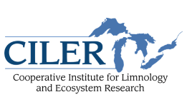 CILER
Cooperative Institute for Limnology
and Ecosystem Research